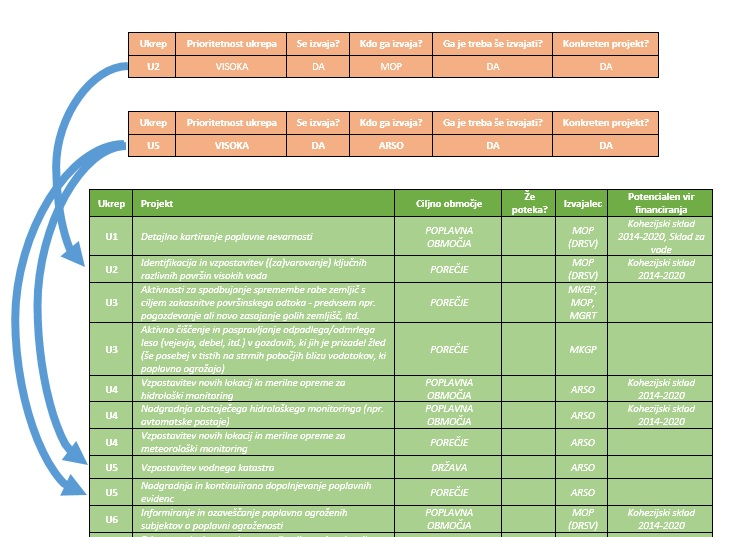 Ukrep Prioritetnost ukrepa Se izvaja? Kdo ga izvaja? Ga je treba še izvajati? Konkreten projekt?
U2 VISOKA DA MOP DA DA
Ukrep Prioritetnost ukrepa Se izvaja? Kdo ga izvaja? Ga je treba še izvajati? Konkreten projekt?
U5 VISOKA DA ARSO DA DA
Ukrep Projekt Ciljno območje Že poteka? Izvajalec Potencialen vir financiranja
U1 Detajlno kartiranje poplavne nevarnosti POPLAVNA OBMOČJA MOP (DRSV) Kohezijski sklad 2014-2020, Sklad za vode
U2 Identifikacija in vzpostavitev ((za)varovanje) ključnih razlivnih površin visokih voda POREČJE MOP (DRSV) Kohezijski sklad 2014-2020
U3 Aktivnosti za spodbujanje spremembe rabe zemljič s ciljem zakasnitve površinskega odtoka - predvsem npr. pogozdevanje ali novo zasajanje golih zemljišč, itd. POREČJE MKGP, MOP, MGRT
U3 Aktivno čiščenje in pospravljanje odpadlega/odmrlega lesa (vejevja, debel, itd.) v gozdovih, ki jih je prizadel žled (še posebej v tistih na strmih pobočjih blizu vodotokov, ki poplavno ogrožajo) POREČJE MKGP
U4 Vzpostavitev novih lokacij in merilne opreme za hidrološki monitoring POPLAVNA OBMOČJA ARSO Kohezijski sklad 2014-2020
U4 Nadgradnja obstoječega hidrološkega monitoringa (npr. avtomatske postaje) POPLAVNA OBMOČJA ARSO Kohezijski sklad 2014-2020
U4 Vzpostavitev novih lokacij in merilne opreme za meteorološki monitoring POREČJE ARSO
U5 Vzpostavitev vodnega katastra DRŽAVA ARSO
U5 Nadgradnja in kontinuirano dopolnjevanje poplavnih evidenc POREČJE ARSO
U6 Informiranje in ozaveščanje poplavno ogroženih subjektov o poplavni ogroženosti POPLAVNA OBMOČJA MOP (DRSV) Kohezijski sklad 2014-2020